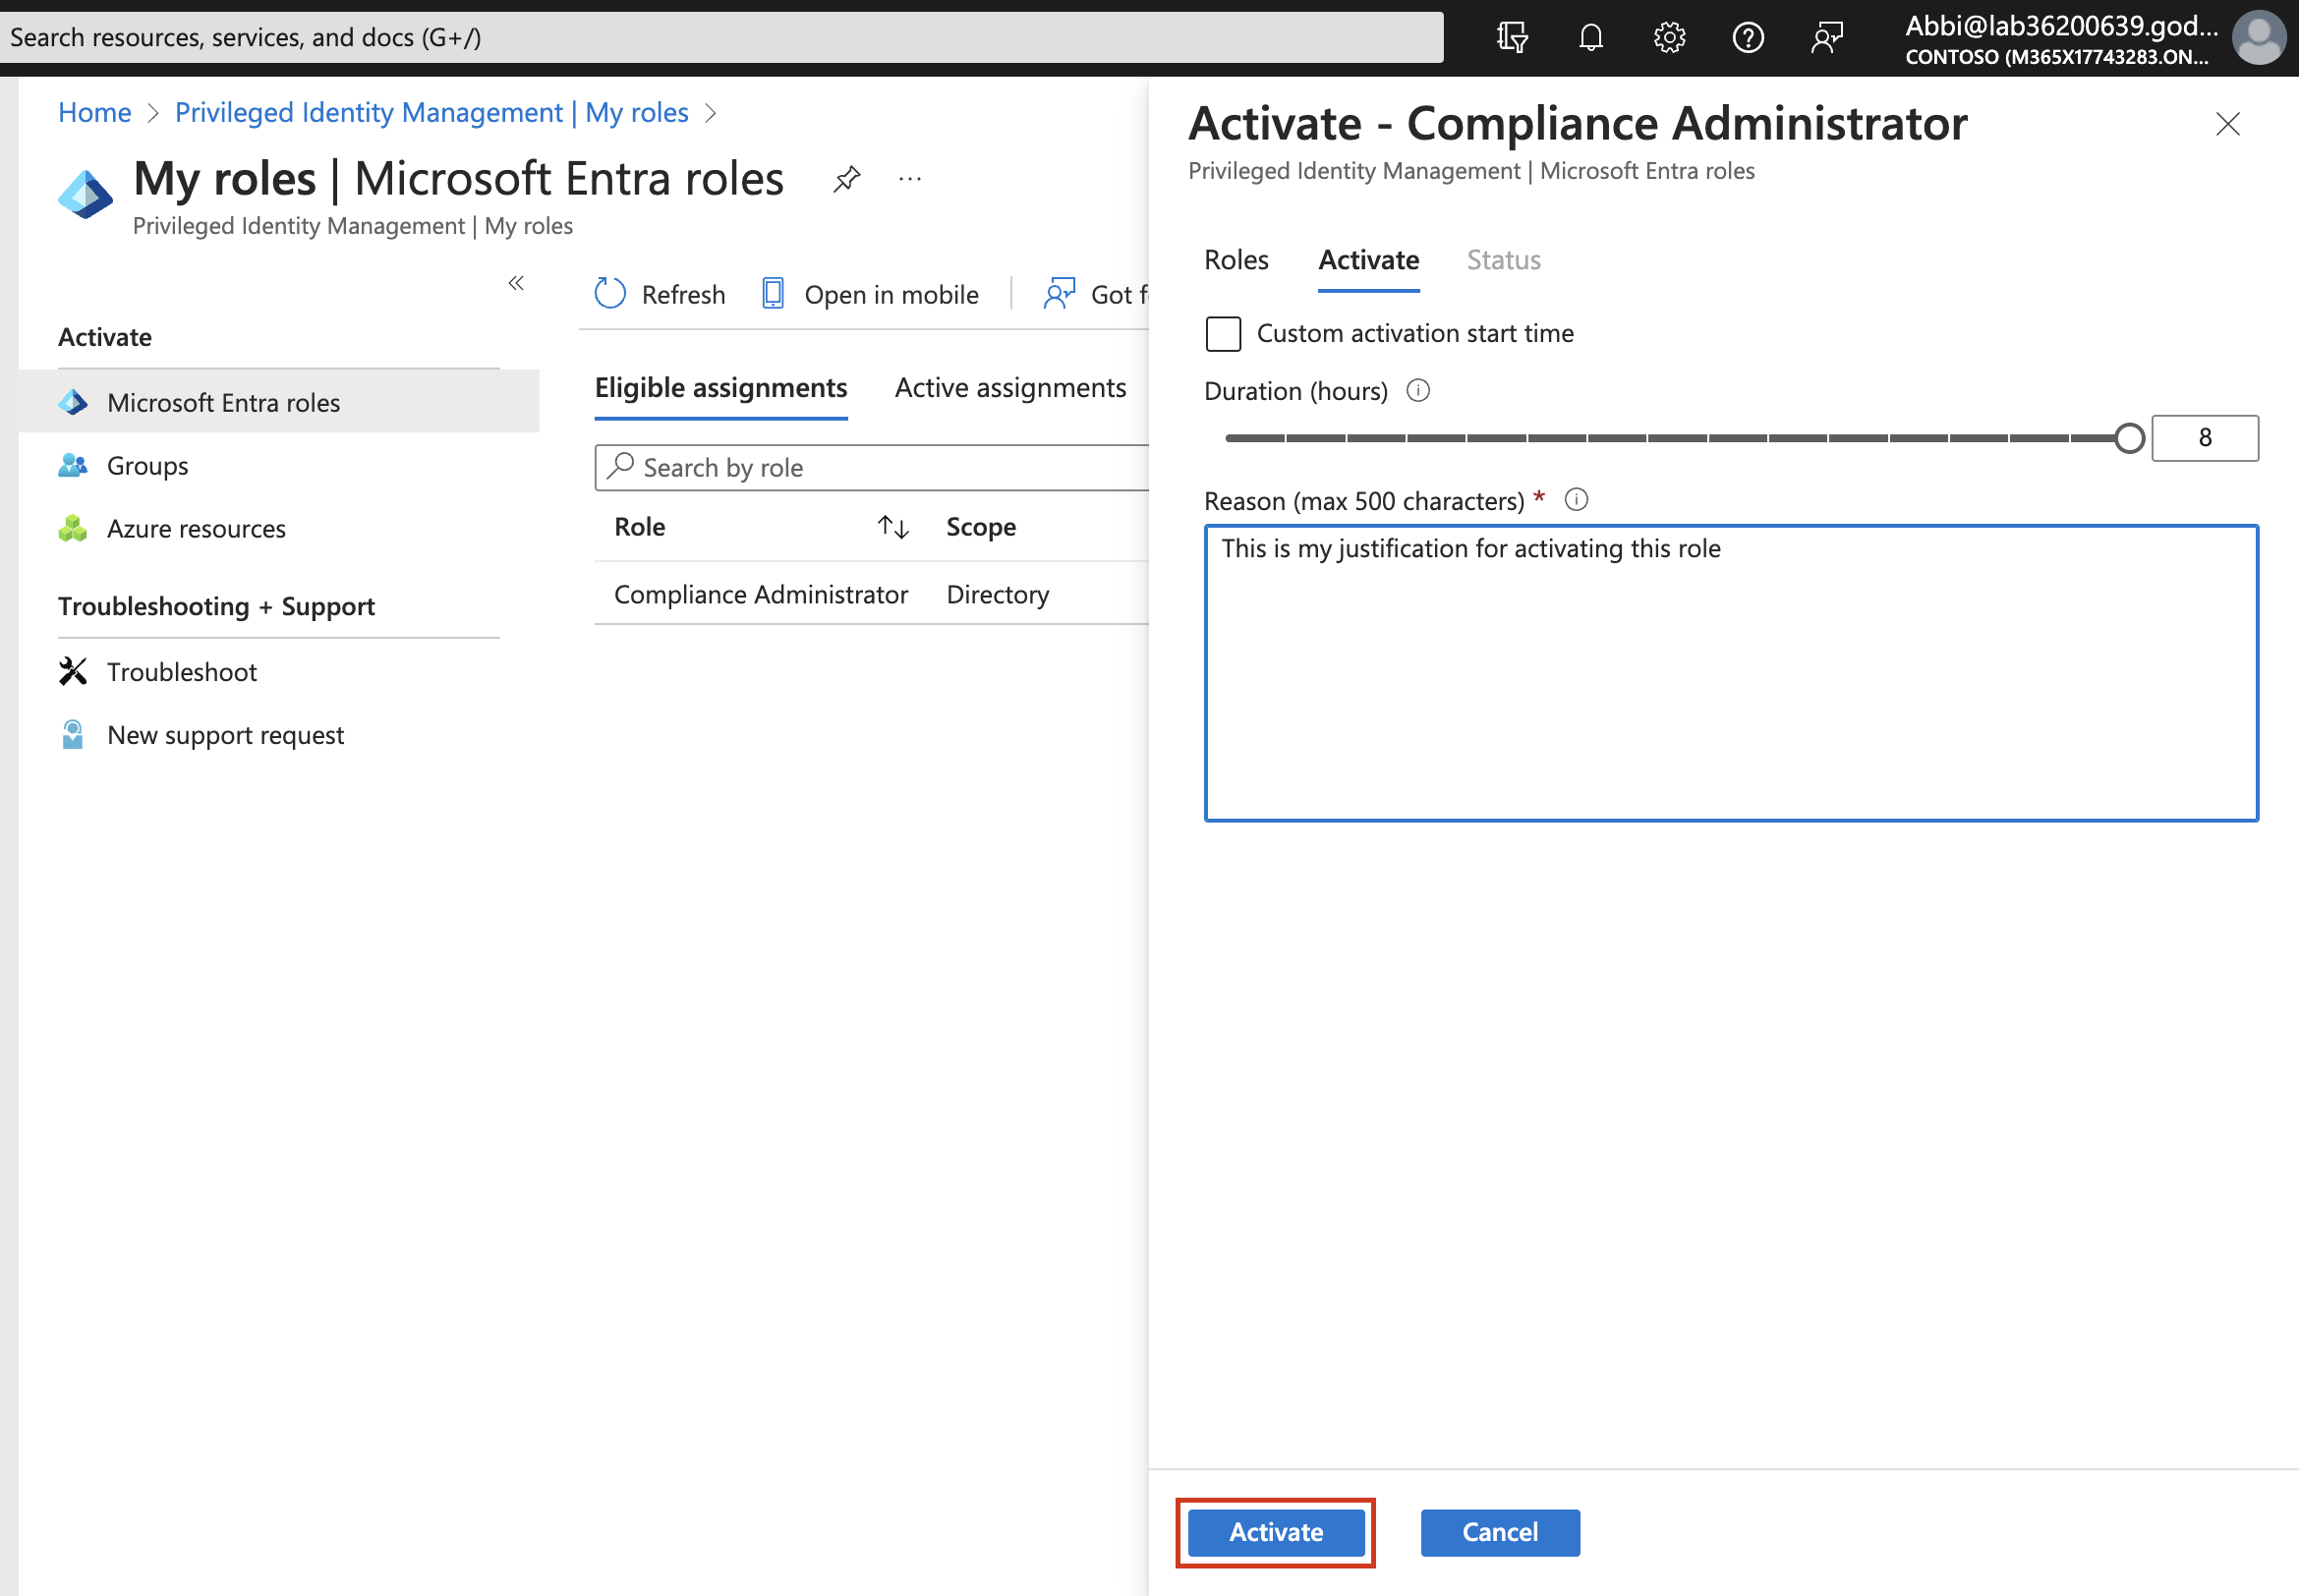 Search resources, services, and docs (G+/)
Abbi@lab36200639.god...
CONTOSO (M365X17743283.ON...
Home > Privileged Identity Management | My roles >
My roles | Microsoft Entra roles
...
Privileged Identity Management | My roles
«
Activate
Microsoft Entra roles
Groups
Azure resources
Troubleshooting + Support
Troubleshoot
New support request
Refresh
Open in mobile
Got f
Eligible assignments
Active assignments
Search by role
Role
Scope
Compliance Administrator
Directory
Activate - Compliance Administrator
Privileged Identity Management | Microsoft Entra roles
Roles
Activate
Status
Custom activation start time
Duration (hours)
8
Reason (max 500 characters) *
This is my justification for activating this role
Activate
Cancel